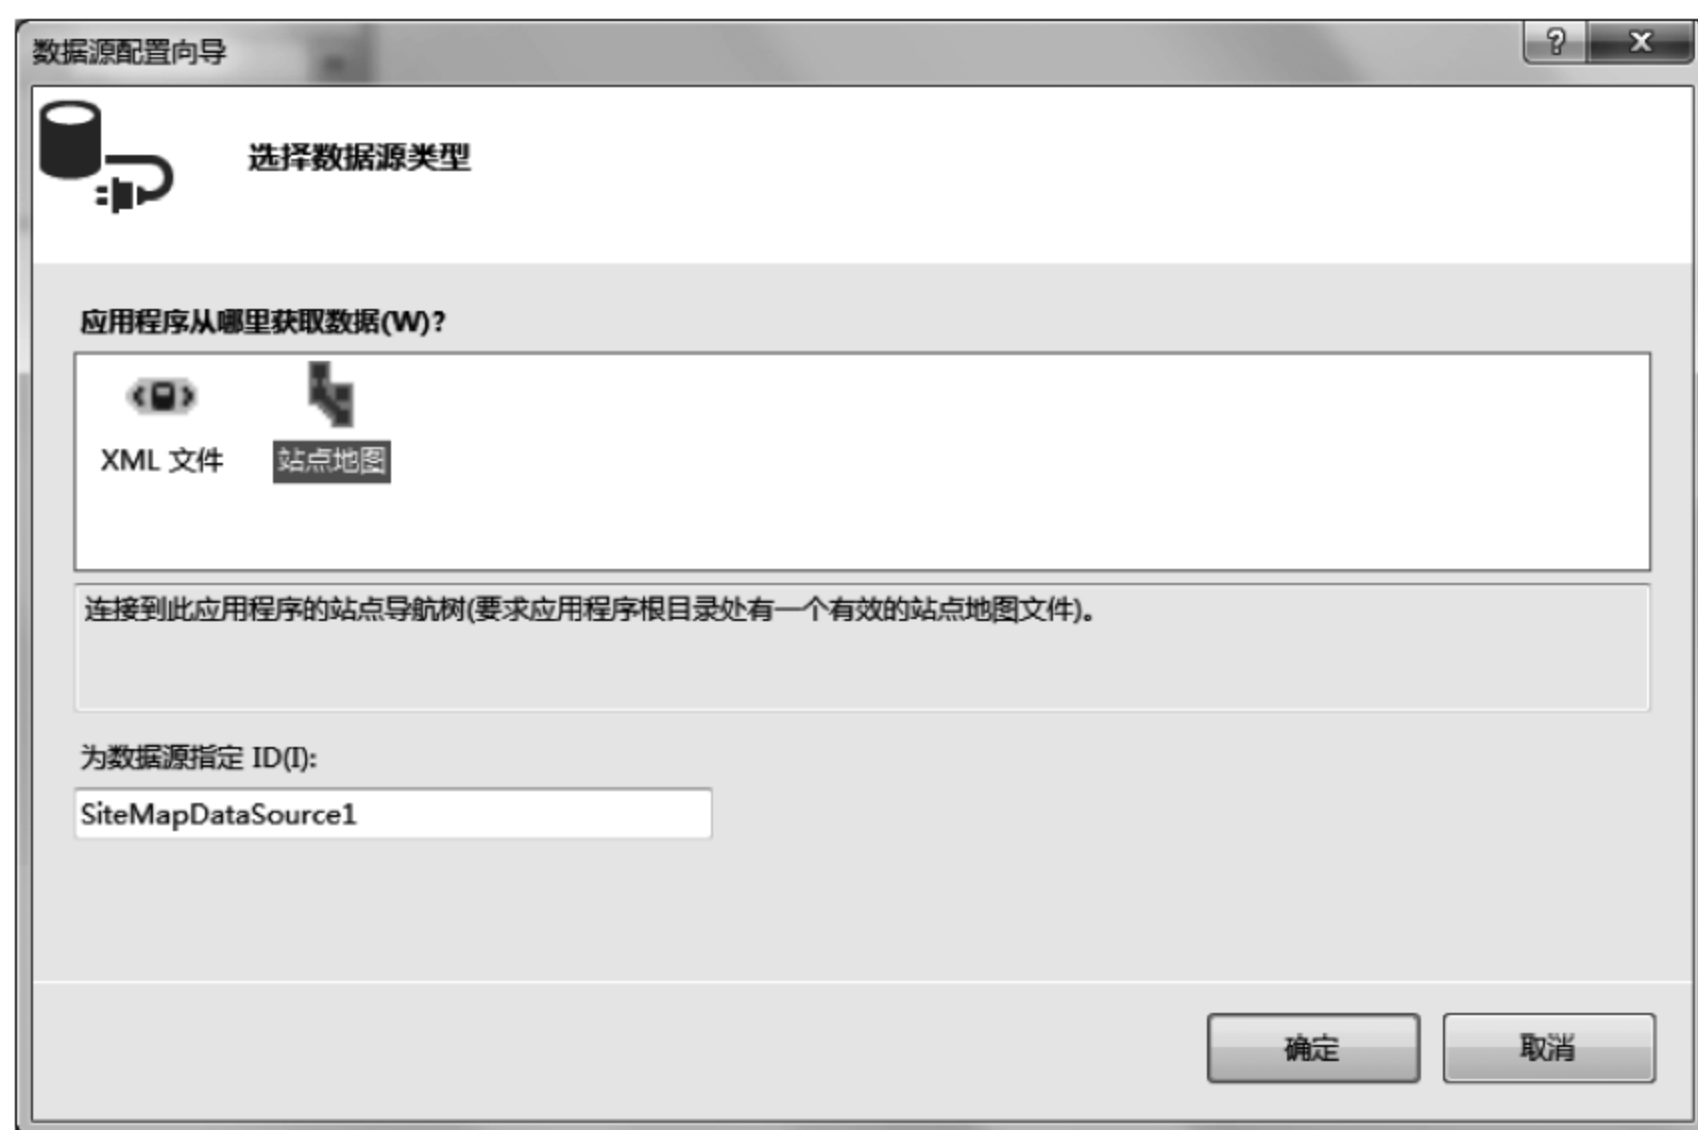 数据源配置向导
选择数据源类型
应用程序从哪里获取数据(W)?
XML 文件
站点地图
连接到此应用程序的站点导航树(要求应用程序根目录处有一个有效的站点地图文件)。
为数据源指定 ID(I):
SiteMapDataSource1
确定
取消